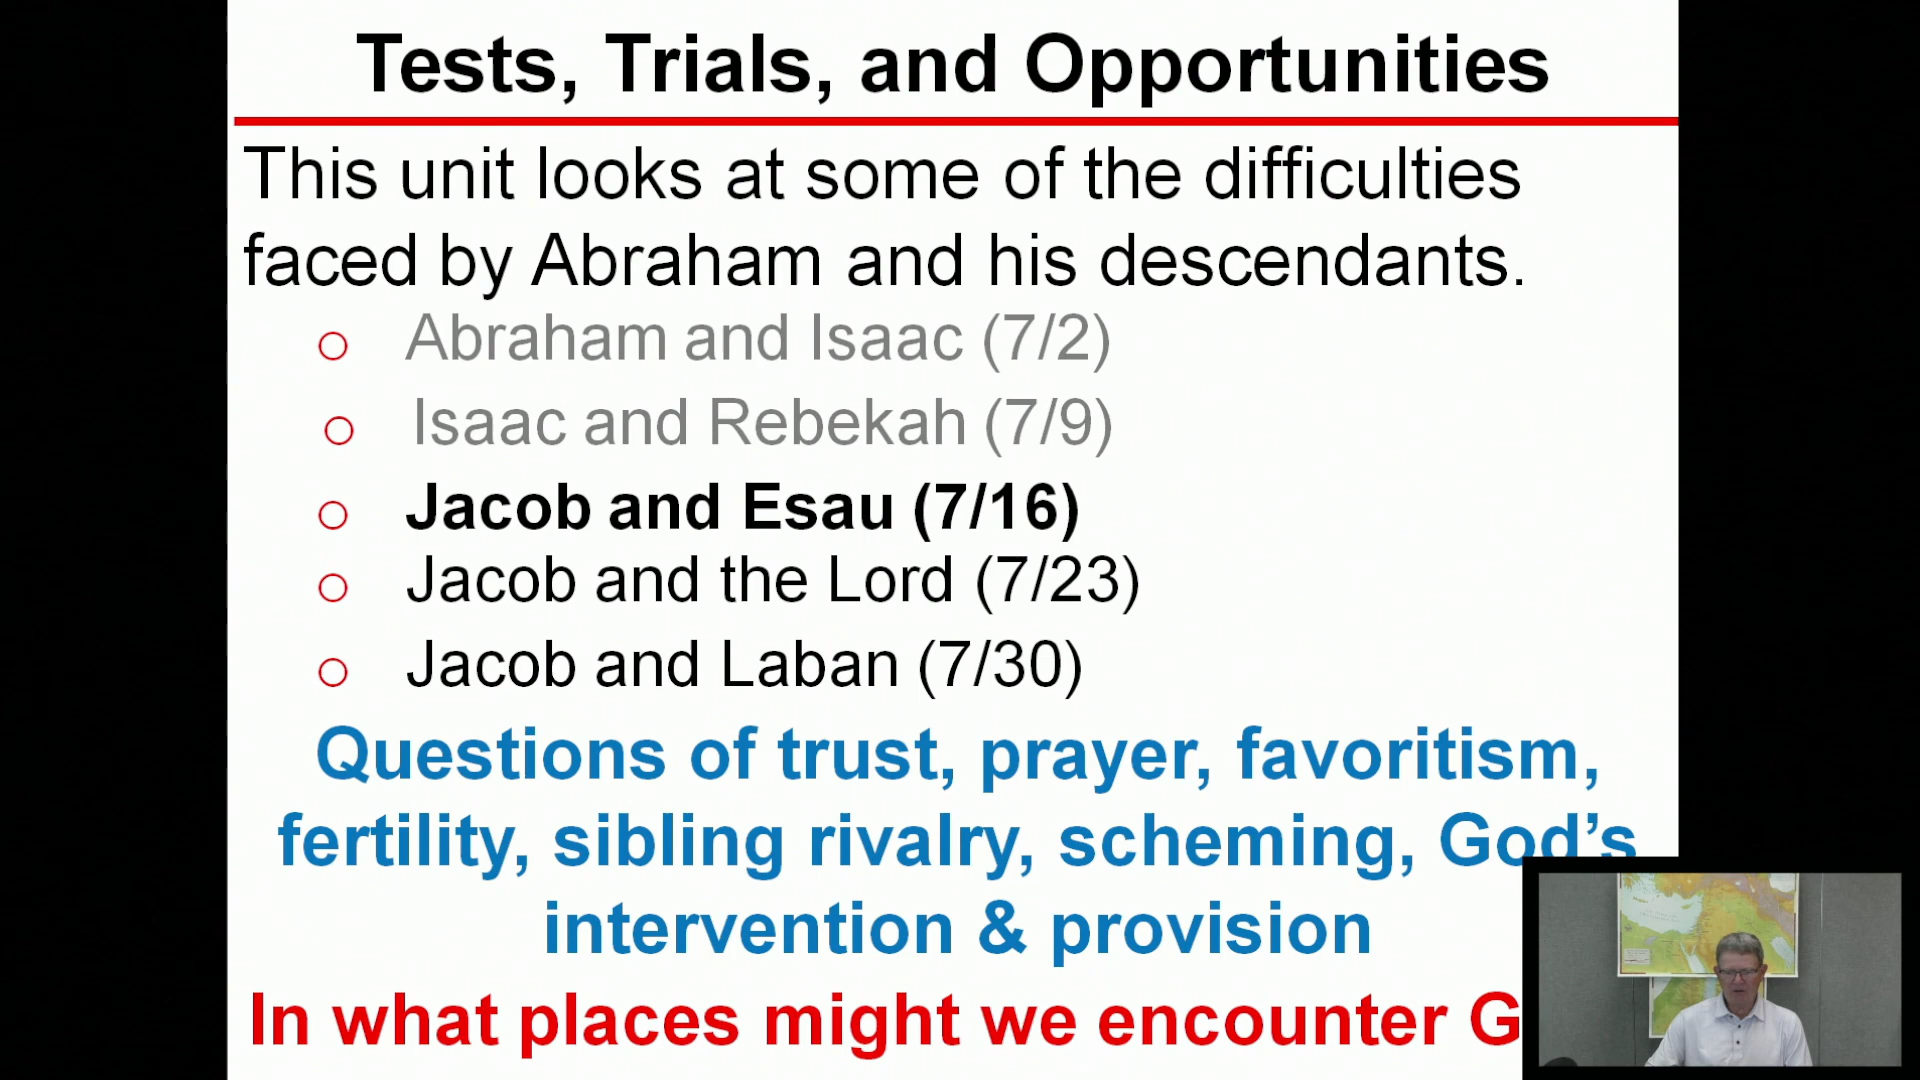 Tests, Trials, and Opportunities
This unit looks at some of the difficulties
faced by Abraham and his descendants.
Abraham and Isaac (7/2)
Isaac and Rebekah (7/9)
Jacob and Esau (7/16)
Jacob and the Lord (7/23)
Jacob and Laban (7/30)
Questions of trust, prayer, favoritism,
fertility, sibling rivalry, scheming, God’s
intervention & provision
In what places might we encounter G